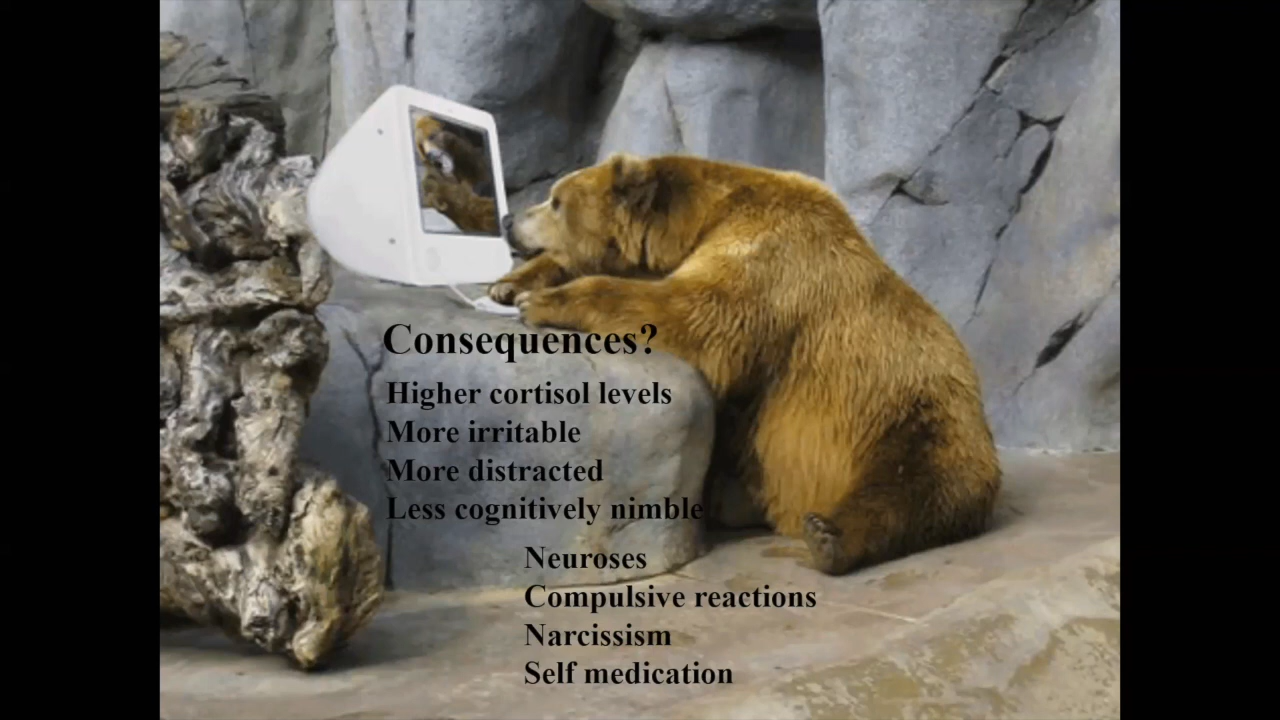 Consequences?
Higher cortisol levels
More irritable
More distracted
Less cognitively nimble
Neuroses
Compulsive reactions
Narcissism
Self medication